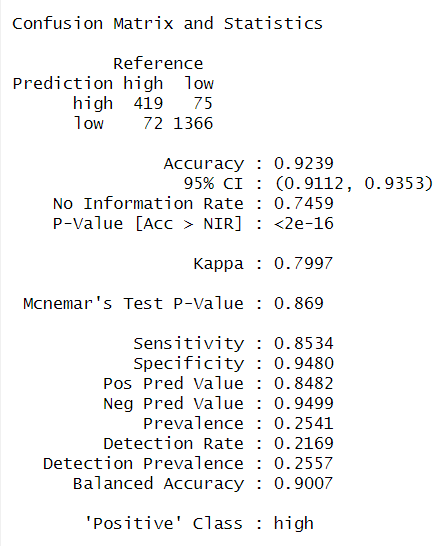 Confusion Matrix and Statistics
Reference
Prediction high low
high 419 75
low 72 1366
Accuracy : 0.9239
95% CI : (0.9112, 0.9353)
No Information Rate : 0.7459
P-Value [Acc > NIR] : <2e-16
Kappa : 0.7997
Mcnemar's Test P-Value : 0.869
Sensitivity : 0.8534
Specificity : 0.9480
Pos Pred Value : 0.8482
Neg Pred Value : 0.9499
Prevalence : 0.2541
Detection Rate : 0.2169
Detection Prevalence : 0.2557
Balanced Accuracy : 0.9007
'Positive' Class : high